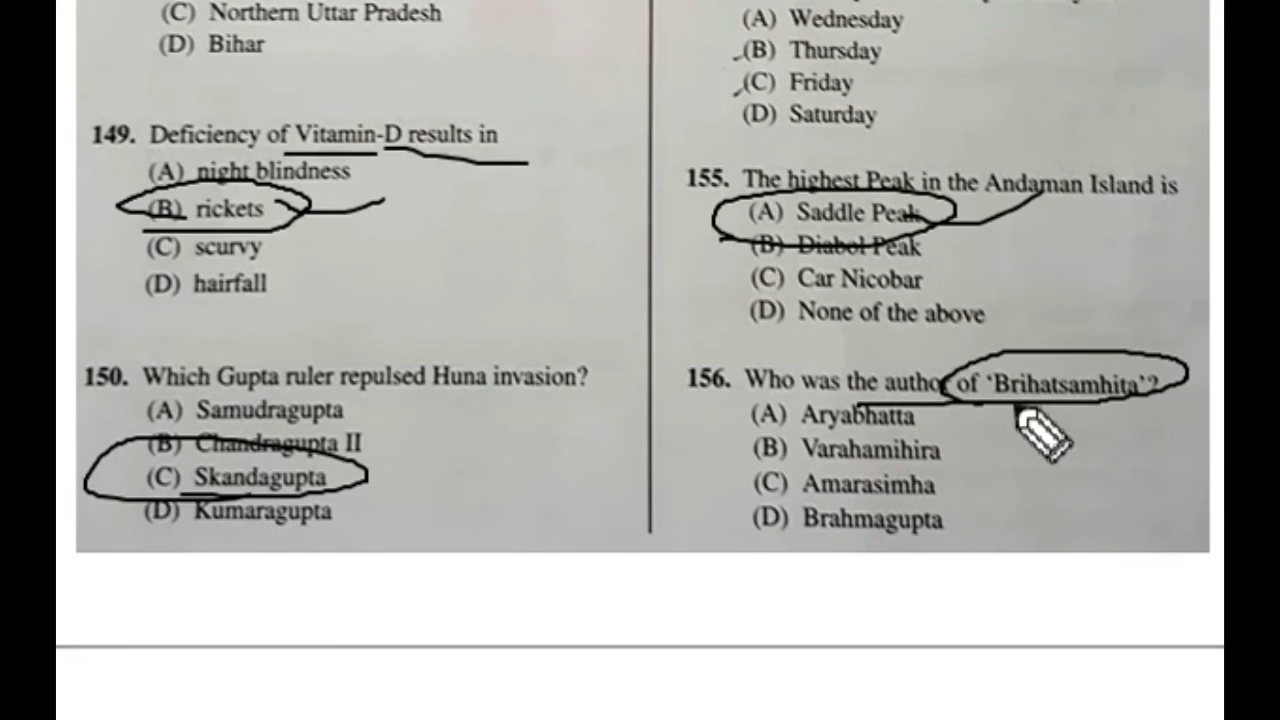 (C) Northern Uttar Pradesh
(D) Bihar
149. Deficiency of Vitamin-D results in
(A) night blindness
(B) rickets
(C) scurvy
(D) hairfall
150. Which Gupta ruler repulsed Huna invasion?
(A) Samudragupta
(B) Chandragupta II
(C) Skandagupta
(D) Kumaragupta
(A) Wednesday
(B) Thursday
(C) Friday
(D) Saturday
155. The highest Peak in the Andaman Island is
(A) Saddle Peak
(B) Diabol Peak
(C) Car Nicobar
(D) None of the above
156. Who was the author of ‘Brihatsamhita’?
(A) Aryabhatta
(B) Varahamihira
(C) Amarasimha
(D) Brahmagupta